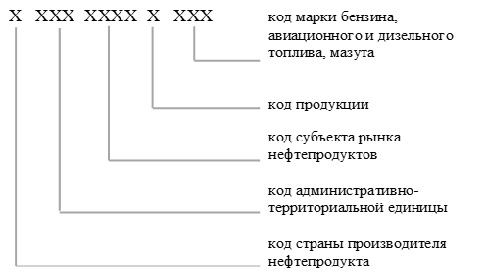 X XXX XXXX X XXX
код марки бензина,
авиационного и дизельного
топлива, мазута
код продукции
код субъекта рынка
нефтепродуктов
код административно-
территориальной единицы
код страны производителя
нефтепродукта